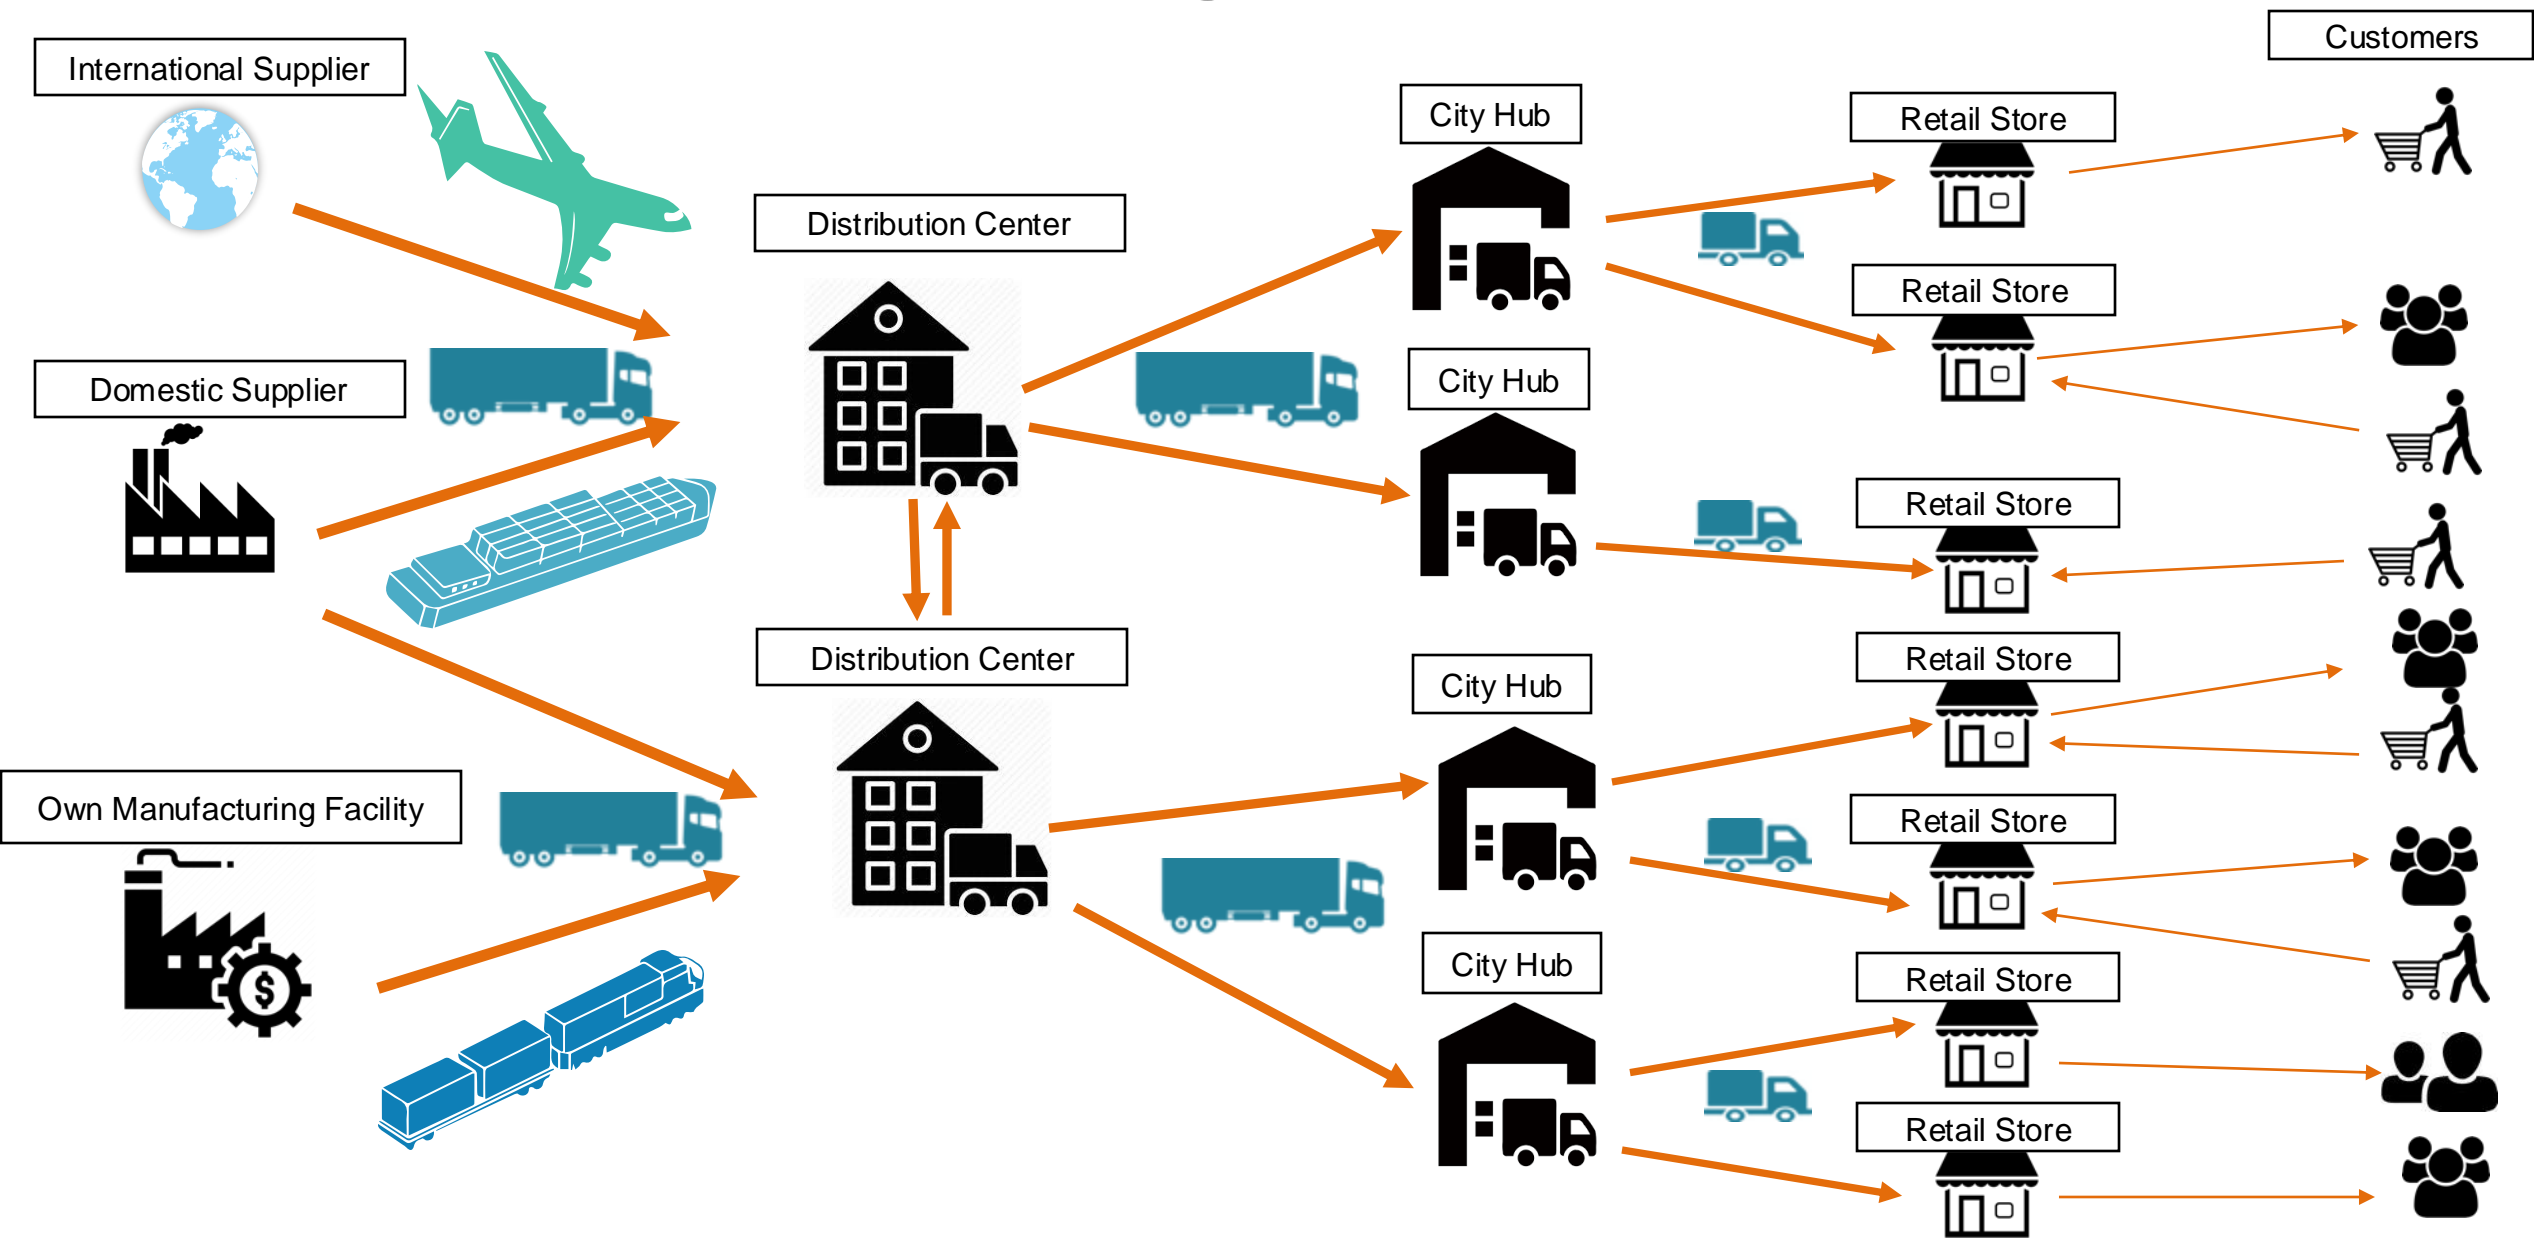 International Supplier
Domestic Supplier
Own Manufacturing Facility
$
Distribution Center
Distribution Center
City Hub
City Hub
City Hub
City Hub
Retail Store
Retail Store
Retail Store
Retail Store
Retail Store
Retail Store
Retail Store
Customers